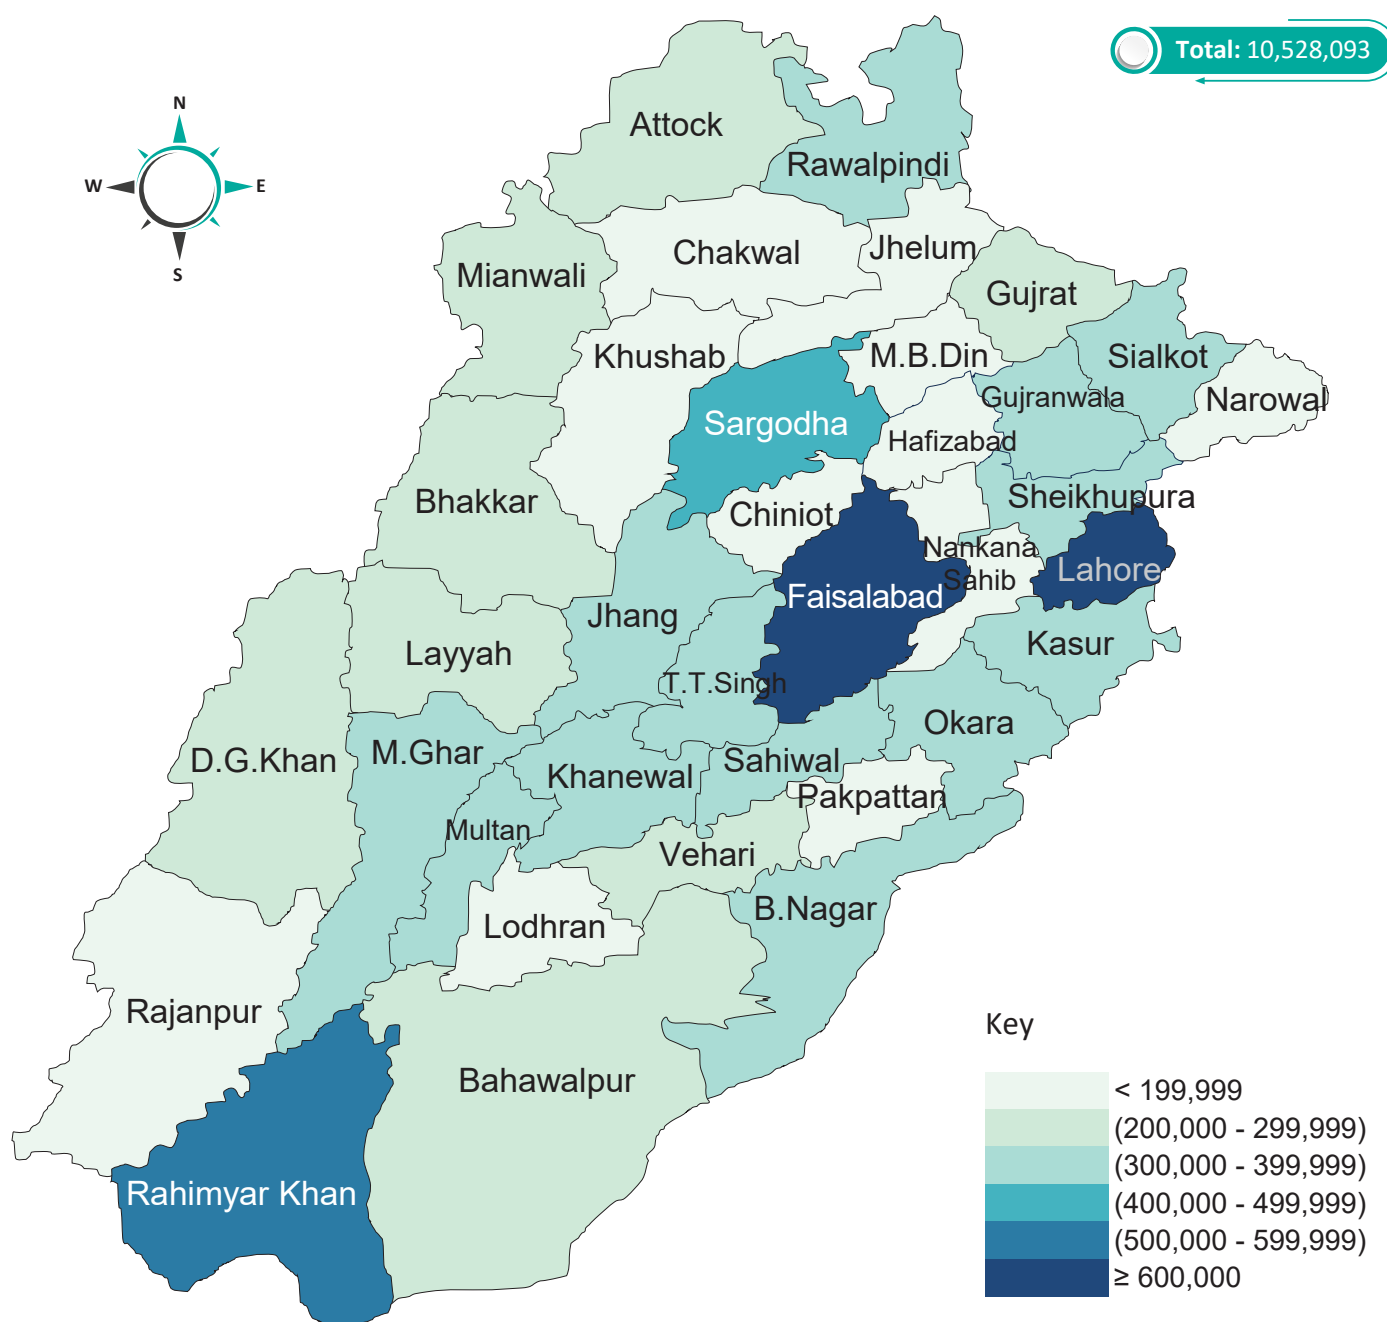 Total: 10,528,093
N
W
E
S
Attock
Rawalpindi
Chakwal
Jhelum
Mianwali
Gujrat
Khushab
M.B.Din
Sialkot
Gujranwala
Narowal
Sargodha
Hafizabad
Bhakkar
Chiniot
Sheikhupura
Nankana
Sahib
Lahore
Faisalabad
Jhang
Kasur
Layyah
T.T.Singh
Okara
D.G.Khan
M.Ghar
Khanewal
Sahiwal
Pakpattan
Multan
Vehari
B.Nagar
Lodhran
Rajanpur
Bahawalpur
Rahimyar Khan
Key
< 199,999
(200,000 - 299,999)
(300,000 - 399,999)
(400,000 - 499,999)
(500,000 - 599,999)
≥ 600,000